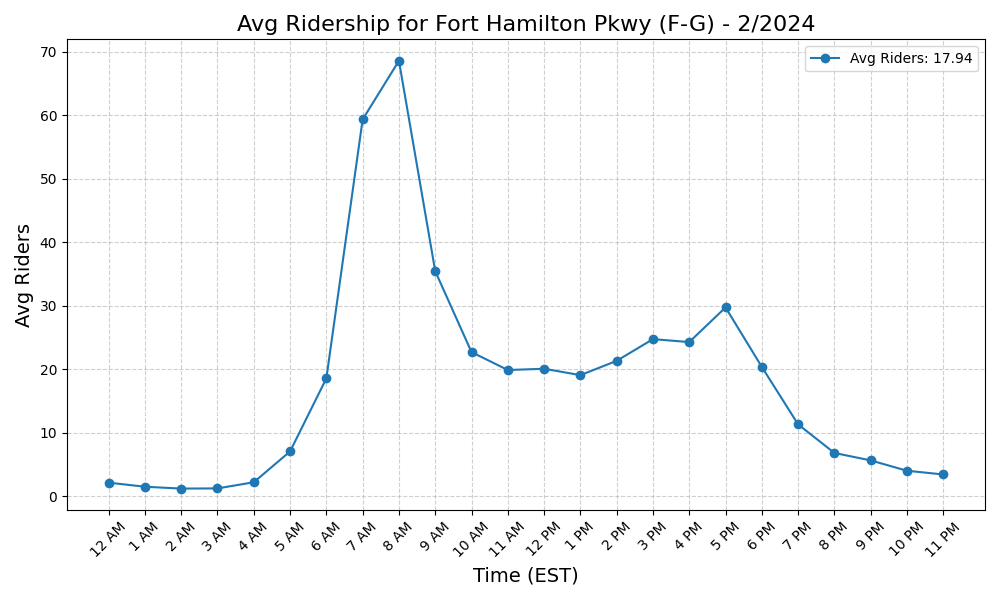 Avg Ridership for Fort Hamilton Pkwy (F-G) - 2/2024
Avg Riders: 17.94
70
60
50
40
30
20
10
0
Avg Riders
12 AM
1 AM
2 AM
3 AM
4 AM
5 AM
6 AM
7 AM
8 AM
9 AM
10 AM
11 AM
12 PM
1 PM
2 PM
3 PM
4 PM
5 PM
6 PM
7 PM
8 PM
9 PM
10 PM
11 PM
Time (EST)